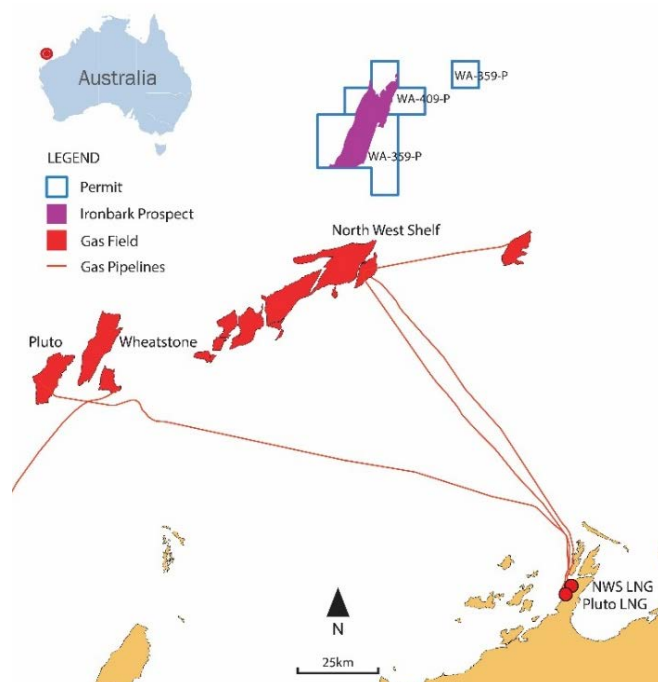 Australia
WA-359-P
WA-409-P
WA-359-P
LEGEND
Permit
Ironbark Prospect
Gas Field
Gas Pipelines
North West Shelf
Pluto
Wheatstone
NWS LNG
Pluto LNG
N
25km